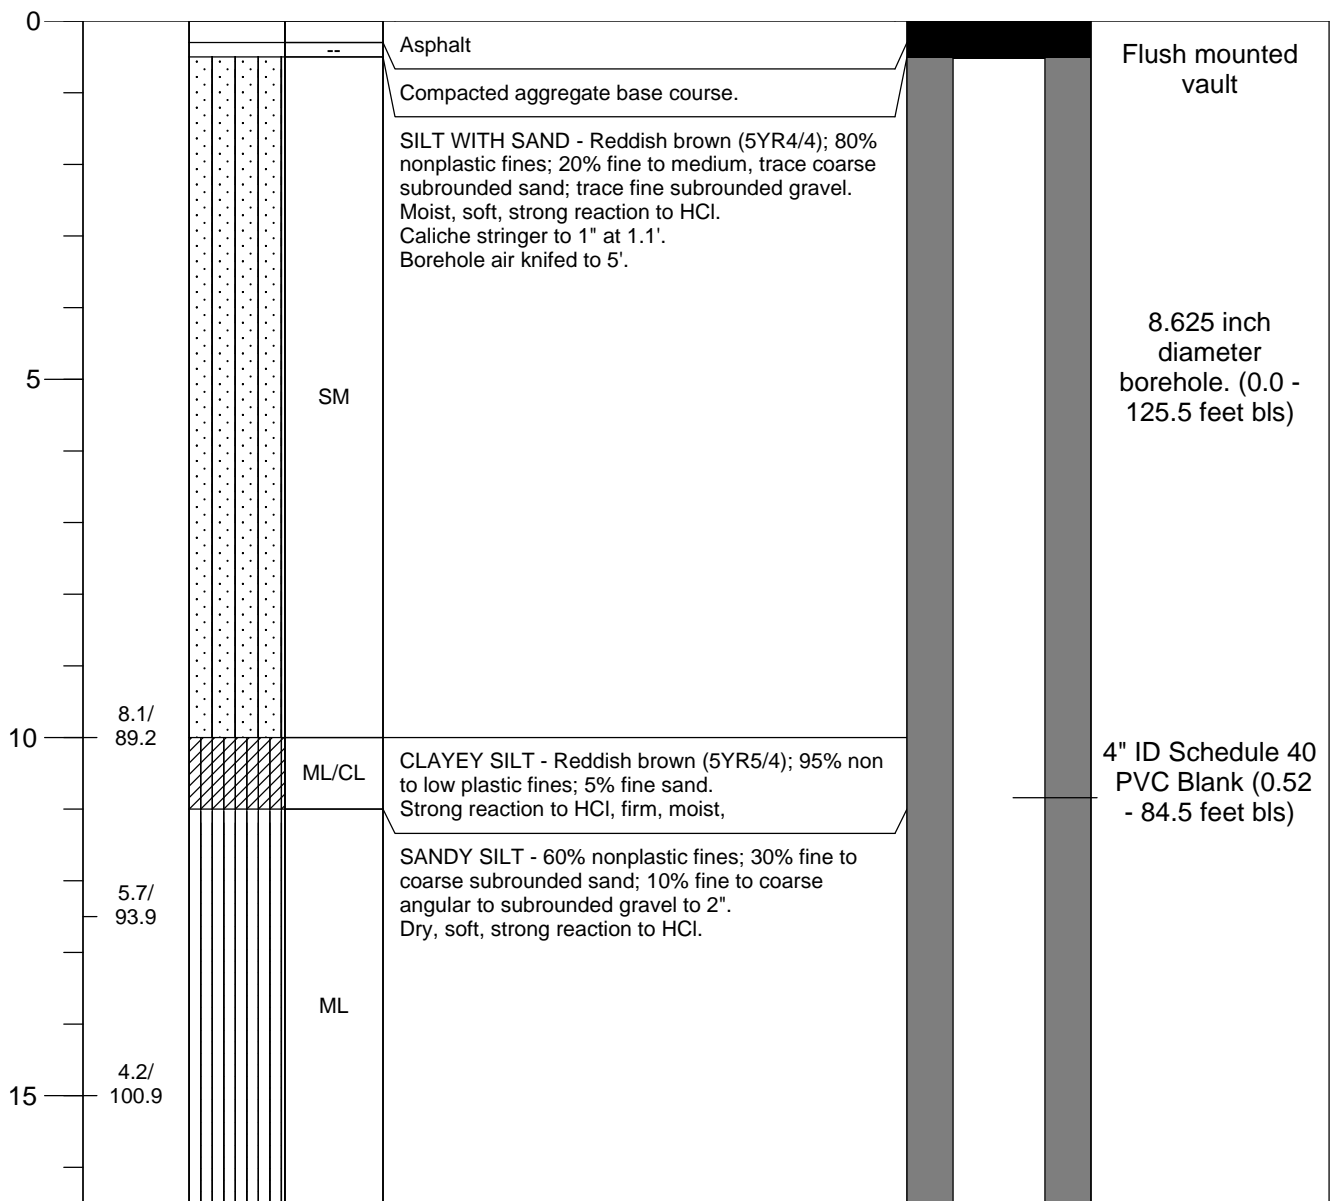 0
--
Asphalt
Compacted aggregate base course.
Flush mounted
vault
SILT WITH SAND - Reddish brown (5YR4/4); 80%
nonplastic fines; 20% fine to medium, trace coarse
subrounded sand; trace fine subrounded gravel.
Moist, soft, strong reaction to HCl.
Caliche stringer to 1" at 1.1'.
Borehole air knifed to 5'.
8.625 inch
diameter
borehole. (0.0 -
125.5 feet bls)
5
SM
8.1/
89.2
10
ML/CL
CLAYEY SILT - Reddish brown (5YR5/4); 95% non
to low plastic fines; 5% fine sand.
Strong reaction to HCl, firm, moist,
4" ID Schedule 40
PVC Blank (0.52
- 84.5 feet bls)
SANDY SILT - 60% nonplastic fines; 30% fine to
coarse subrounded sand; 10% fine to coarse
angular to subrounded gravel to 2".
Dry, soft, strong reaction to HCl.
5.7/
93.9
ML
4.2/
100.9
15